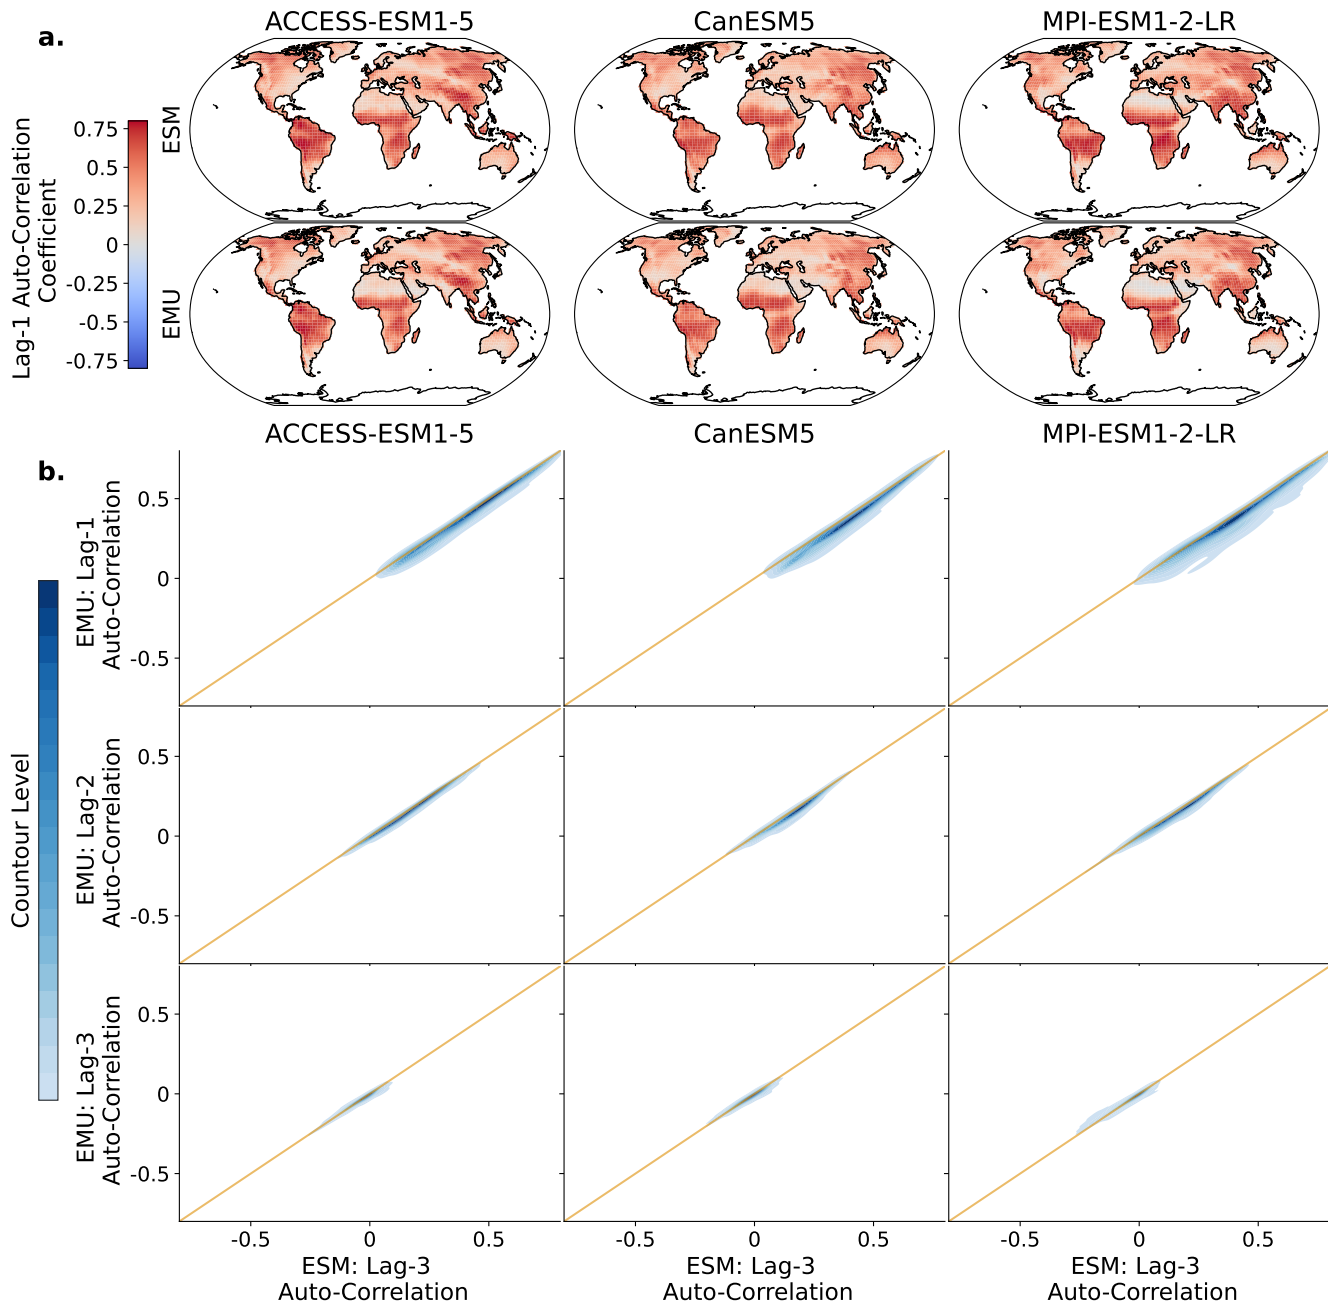 a.
ACCESS-ESM1-5
CanESM5
MPI-ESM1-2-LR
Lag-1 Auto-Correlation
Coefficient
0.75
0.5
0.25
0
-0.25
-0.5
-0.75
ESM
EMU
b.
ACCESS-ESM1-5
CanESM5
MPI-ESM1-2-LR
Countour Level
EMU: Lag-1
Auto-Correlation
0.5
0
-0.5
EMU: Lag-2
Auto-Correlation
0.5
0
-0.5
EMU: Lag-3
Auto-Correlation
0.5
0
-0.5
-0.5
0
0.5
-0.5
0
0.5
-0.5
0
0.5
ESM: Lag-3
Auto-Correlation
ESM: Lag-3
Auto-Correlation
ESM: Lag-3
Auto-Correlation